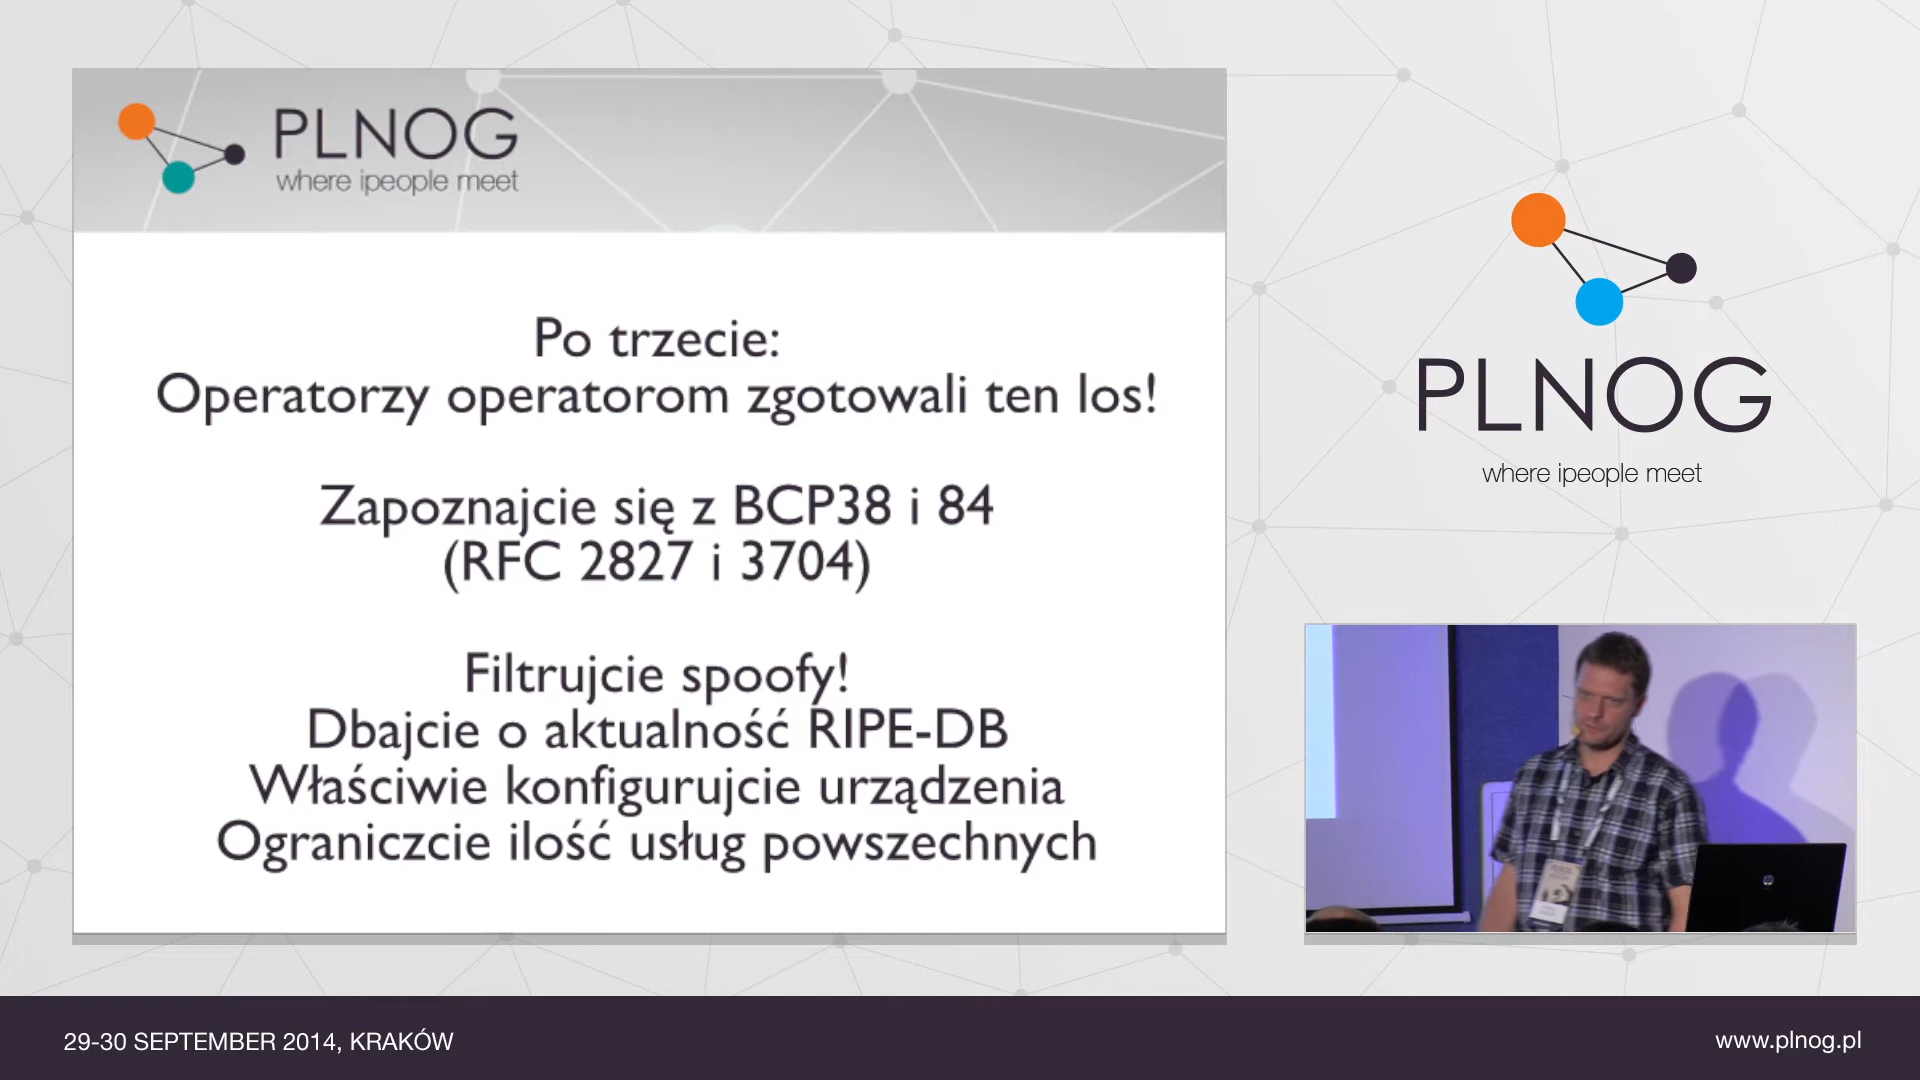 PLNOG
where ipeople meet
Po trzecie:
Operatorzy operatorom zgotowali ten los!
Zapoznajcie się z BCP38 i 84
(RFC 2827 i 3704)
Filtrujcie spoofy!
Dbajcie o aktualność RIPE-DB
Właściwie konfigurujcie urządzenia
Ograniczcie ilość usług powszechnych
PLNOG
where ipeople meet
29-30 SEPTEMBER 2014, KRAKÓW
www.plnog.pl